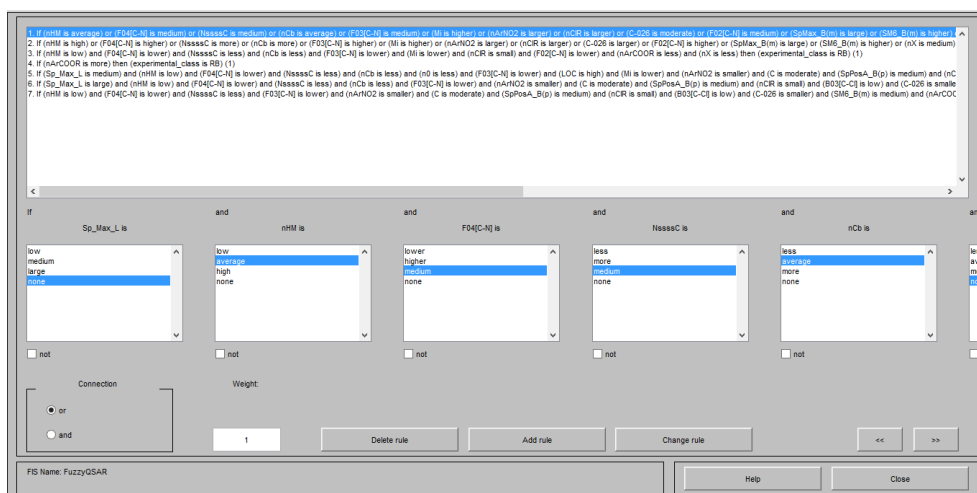 1. If (nHM is average) or (F04[C-N] is medium) or (NssssC is medium) or (nCb is average) or (F03[C-N] is medium) or (Mi is higher) or (nArNO2 is larger) or (nCIR is larger) or (C-026 is moderate) or (F02[C-N] is medium) or (SpMax_B(m) is large) or (SM6_B(m) is higher)
2. If (nHM is high) or (F04[C-N] is higher) or (NssssC is more) or (nCb is more) or (F03[C-N] is higher) or (Mi is higher) or (nArNO2 is larger) or (nCIR is larger) or (C-026 is larger) or (F02[C-N] is higher) or (SpMax_B(m) is large) or (SM6_B(m) is higher) or (nX is medium)
3. If (nHM is low) and (F04[C-N] is lower) and (NssssC is less) and (nCb is less) and (F03[C-N] is lower) and (Mi is lower) and (nCIR is small) and (F02[C-N] is lower) and (nArCOOR is less) and (nX is less) then (experimental_class is RB) (1)
4. If (nArCOOR is more) then (experimental_class is RB) (1)
5. If (Sp_Max_L is medium) and (nHM is low) and (F04[C-N] is lower) and (NssssC is less) and (nCb is less) and (n0 is less) and (F03[C-N] is lower) and (LOC is high) and (Mi is lower) and (nArNO2 is smaller) and (C is moderate) and (SpPosA_B(p) is medium) and (nC
6. If (Sp_Max_L is large) and (nHM is low) and (F04[C-N] is lower) and (NssssC is less) and (nCb is less) and (F03[C-N] is lower) and (nArNO2 is smaller) and (C is moderate) and (SpPosA_B(p) is medium) and (nCIR is small) and (B03[C-Cl] is low) and (C-026 is smalle
7. If (nHM is low) and (F04[C-N] is lower) and (NssssC is less) and (F03[C-N] is lower) and (nArNO2 is smaller) and (C is moderate) and (SpPosA_B(p) is medium) and (nCIR is small) and (B03[C-Cl] is low) and (C-026 is smaller) and (SM6_B(m) is medium) and (nArCOO
If and and and and an
Sp_Max_L is nHM is F04[C-N] is NssssC is nCb is
low low lower less less les
medium average higher more average av
large high medium medium more m
none none none none none no
not not not not not
Connection Weight:
or
and
1 Delete rule Add rule Change rule << >>
FIS Name: FuzzyQSAR Help Close